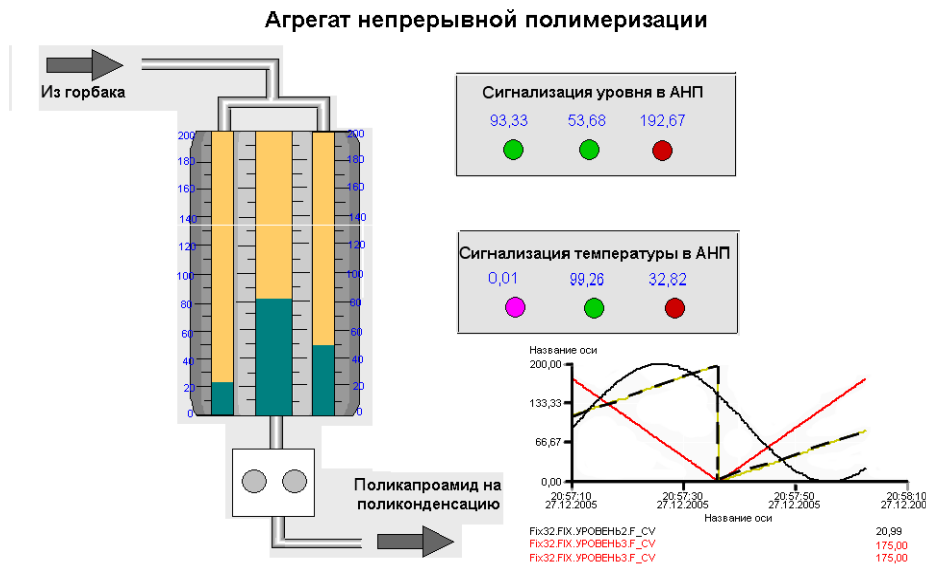 Агрегат непрерывной полимеризации
Из горбака
Сигнализация уровня в АНП
93,33 53,68 192,67
200 200
180 180
160 160
140 140
120 120
100 100
80 80
60 60
40 40
20 20
0 0
Сигнализация температуры в АНП
0,01 99,26 32,82
Название оси
200,00
133,33
66,67
0,00
20:57:10 20:57:30 20:57:50 20:58:10
27.12.2005 27.12.2005 27.12.2005 27.12.200
Название оси
Поликапроамид на
поликонденсацию
Fix32.FIX.УРОВЕНЬ2.F_CV 20,99
Fix32.FIX.УРОВЕНЬ3.F_CV 175,00
Fix32.FIX.УРОВЕНЬ3.F_CV 175,00